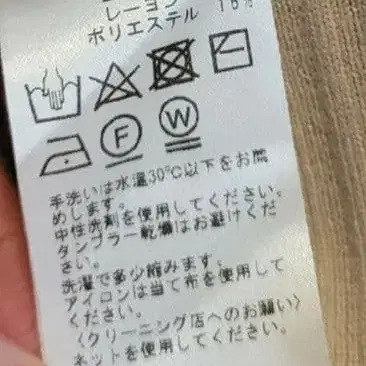 レーヨン
ポリエステル 16%
F
W
手洗いは水温30℃以下をお薦
めします。
中性洗剤を使用してください。
タンブラー乾燥はお避けくだ
さい。
洗濯で多少縮みます。
アイロンは当て布を使用して
ください。
〈クリーニング店へのお願い〉
ネットを使用してください。